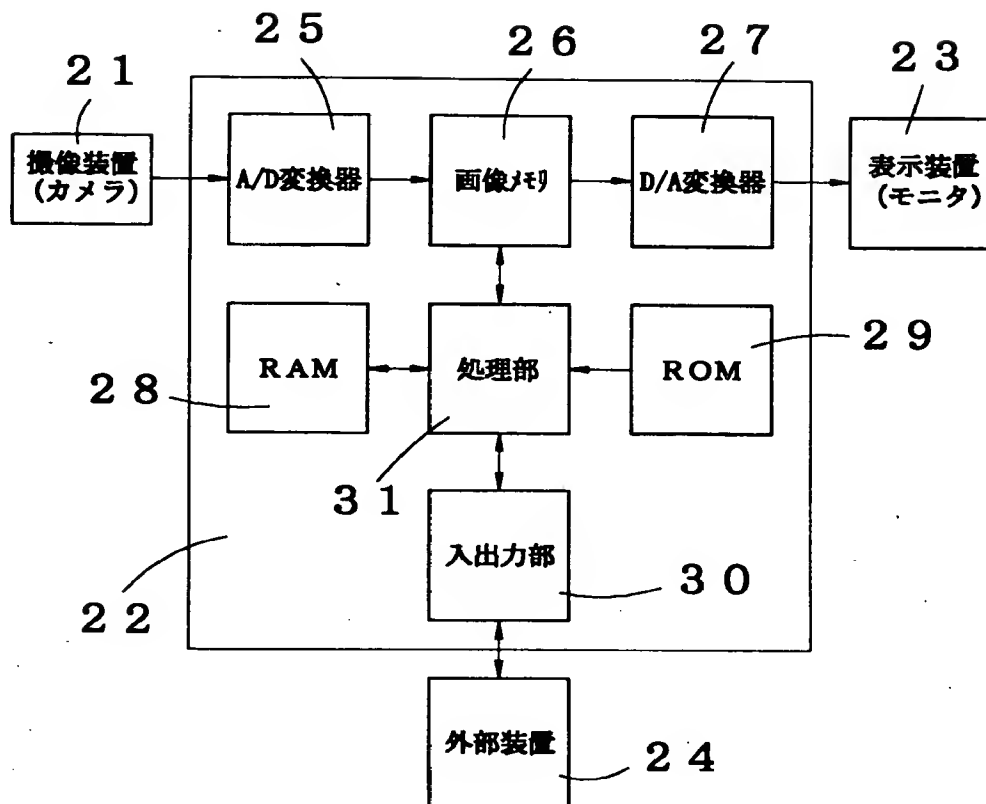 25
26
27
21
23
撮像装置
(カメラ)
A/D変換器
画像ﾒﾓﾘ
D/A変換器
表示装置
(モニタ)
29
RAM
処理部
ROM
28
31
入出力部
30
22
外部装置
24